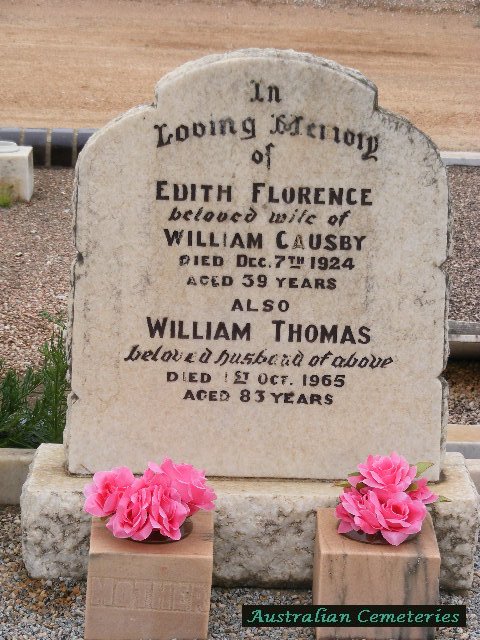 In
Loving Memory
of
EDITH FLORENCE
beloved wife of
WILLIAM CAUSBY
DIED DEC. 7TH 1924
AGED 39 YEARS
ALSO
WILLIAM THOMAS
beloved husband of above
DIED 1ST OCT. 1965
AGED 83 YEARS
MOTHER
Australian Cemeteries